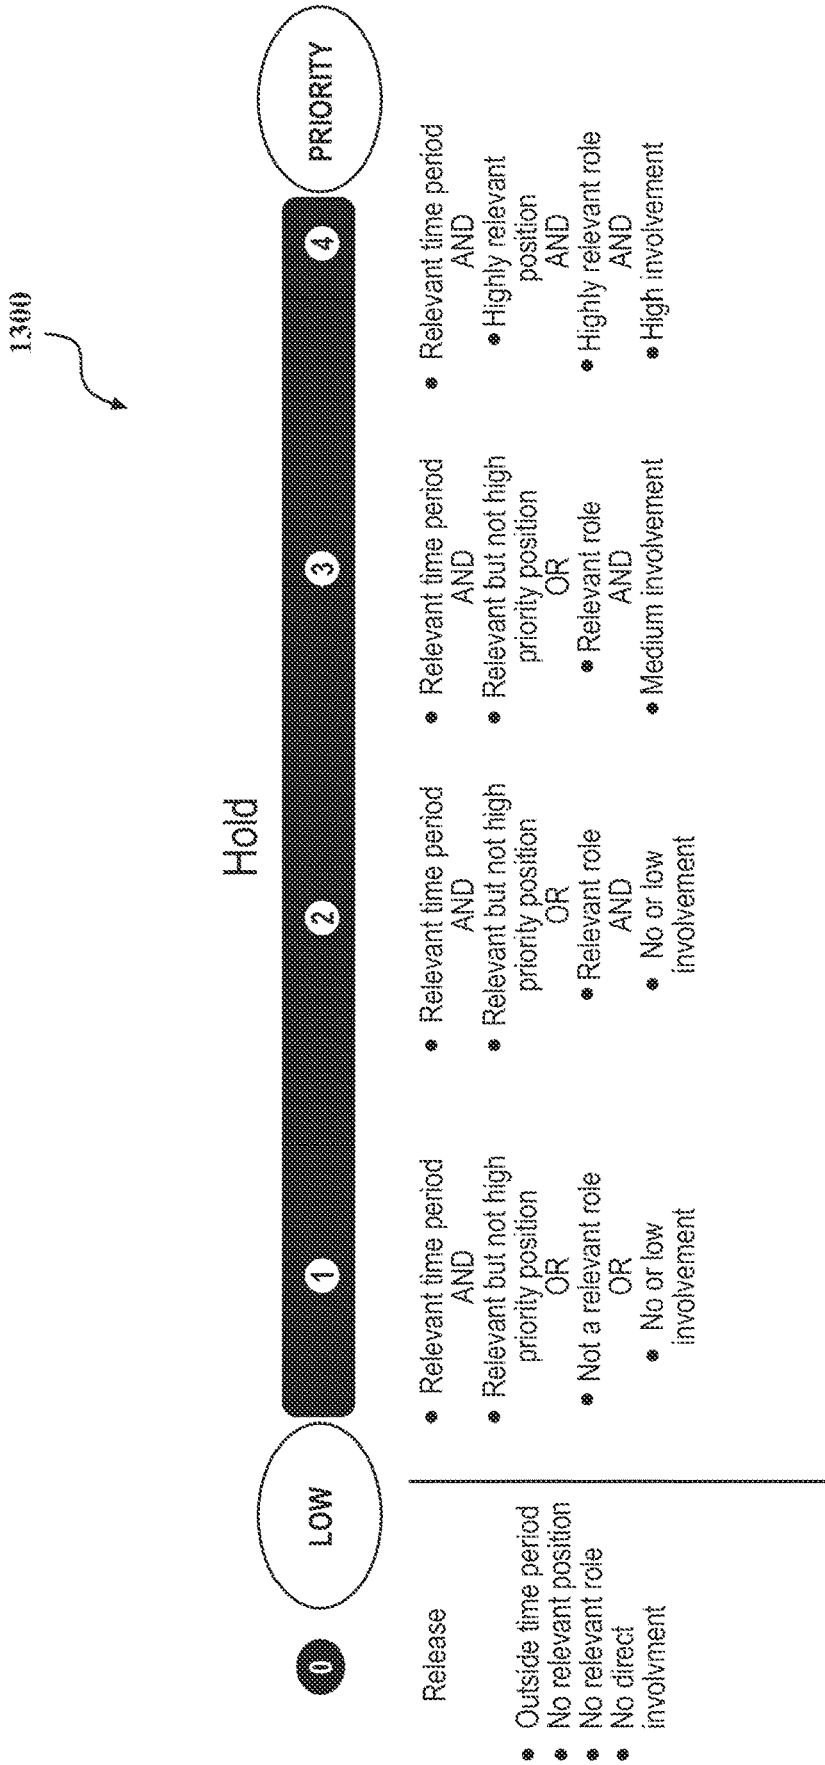 1300
Hold
0
LOW
1
2
3
4
PRIORITY
Release
• Outside time period
• No relevant position
• No relevant role
• No direct
involvment
• Relevant time period
AND
• Relevant but not high
priority position
OR
• Not a relevant role
OR
• No or low
involvement
• Relevant time period
AND
• Relevant but not high
priority position
OR
• Relevant role
AND
• No or low
involvement
• Relevant time period
AND
• Relevant but not high
priority position
OR
• Relevant role
AND
• Medium involvement
• Relevant time period
AND
• Highly relevant
position
AND
• Highly relevant role
AND
• High involvement